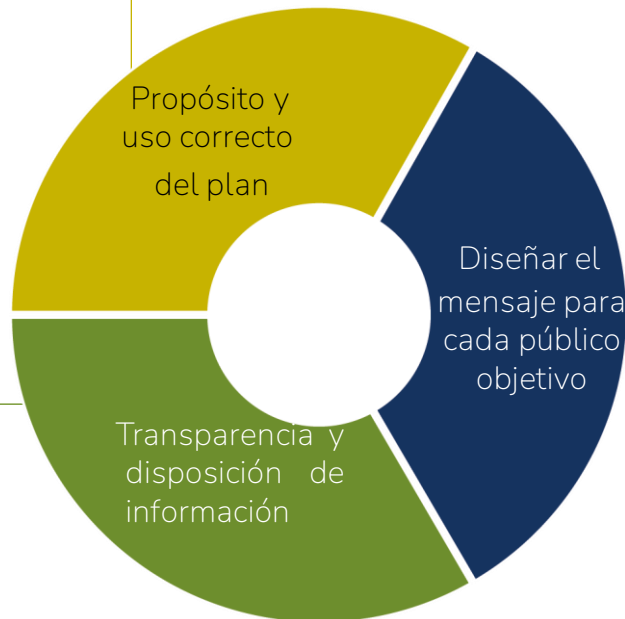 Propósito y
uso correcto
del plan
Diseñar el
mensaje para
cada público
objetivo
Transparencia y
disposición de
información